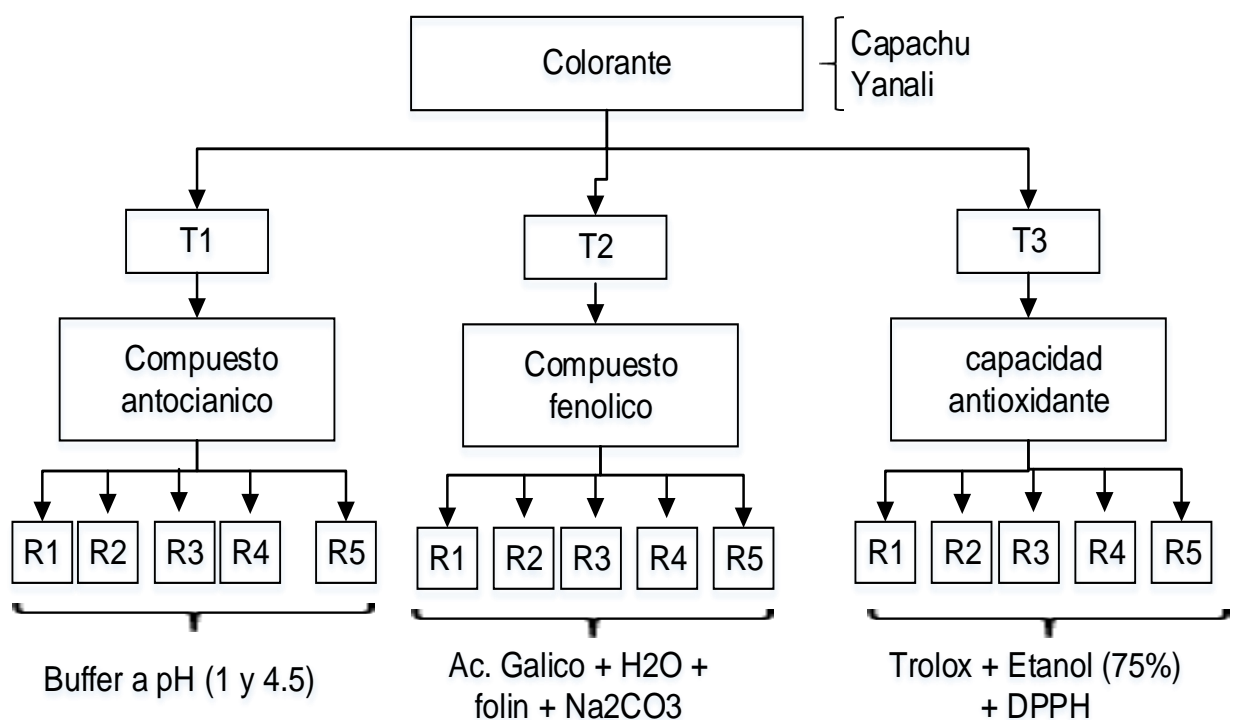 Colorante
Capachu
Yanali
T1
T2
T3
Compuesto
antocianico
Compuesto
fenolico
capacidad
antioxidante
R1 R2 R3 R4 R5
R1 R2 R3 R4 R5
R1 R2 R3 R4 R5
Buffer a pH (1 y 4.5)
Ac. Galico + H2O +
folin + Na2CO3
Trolox + Etanol (75%)
+ DPPH